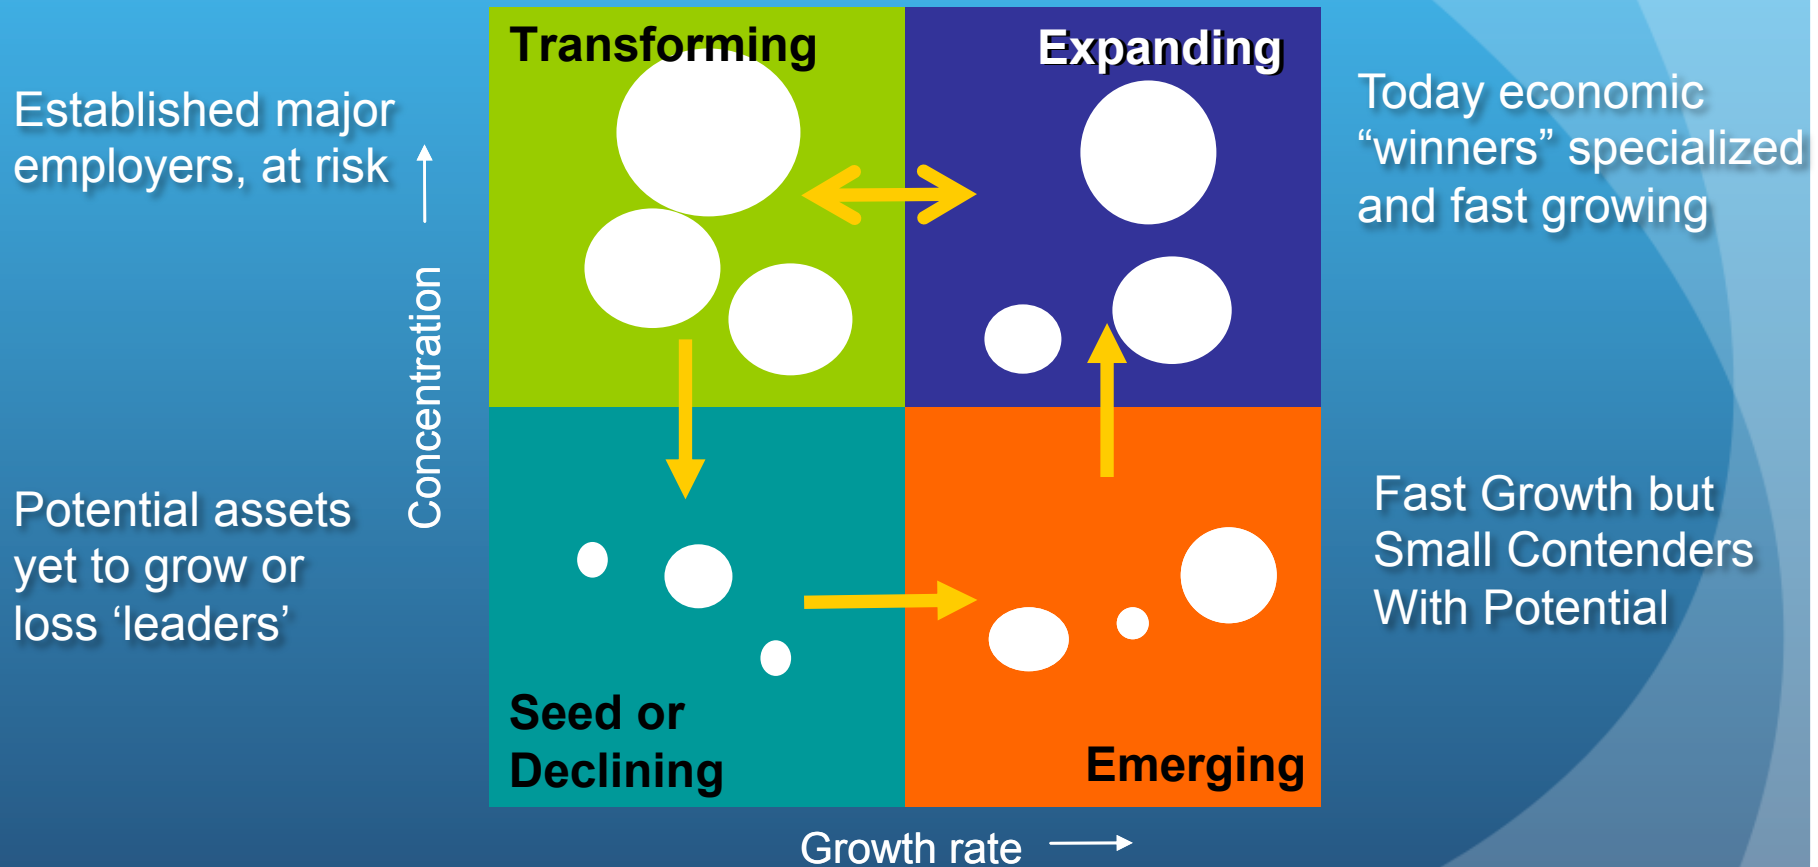 Transforming
Expanding
Established major
employers, at risk
Today economic
“winners” specialized
and fast growing
Concentration
Potential assets
yet to grow or
loss ‘leaders’
Fast Growth but
Small Contenders
With Potential
Seed or
Declining
Emerging
Growth rate